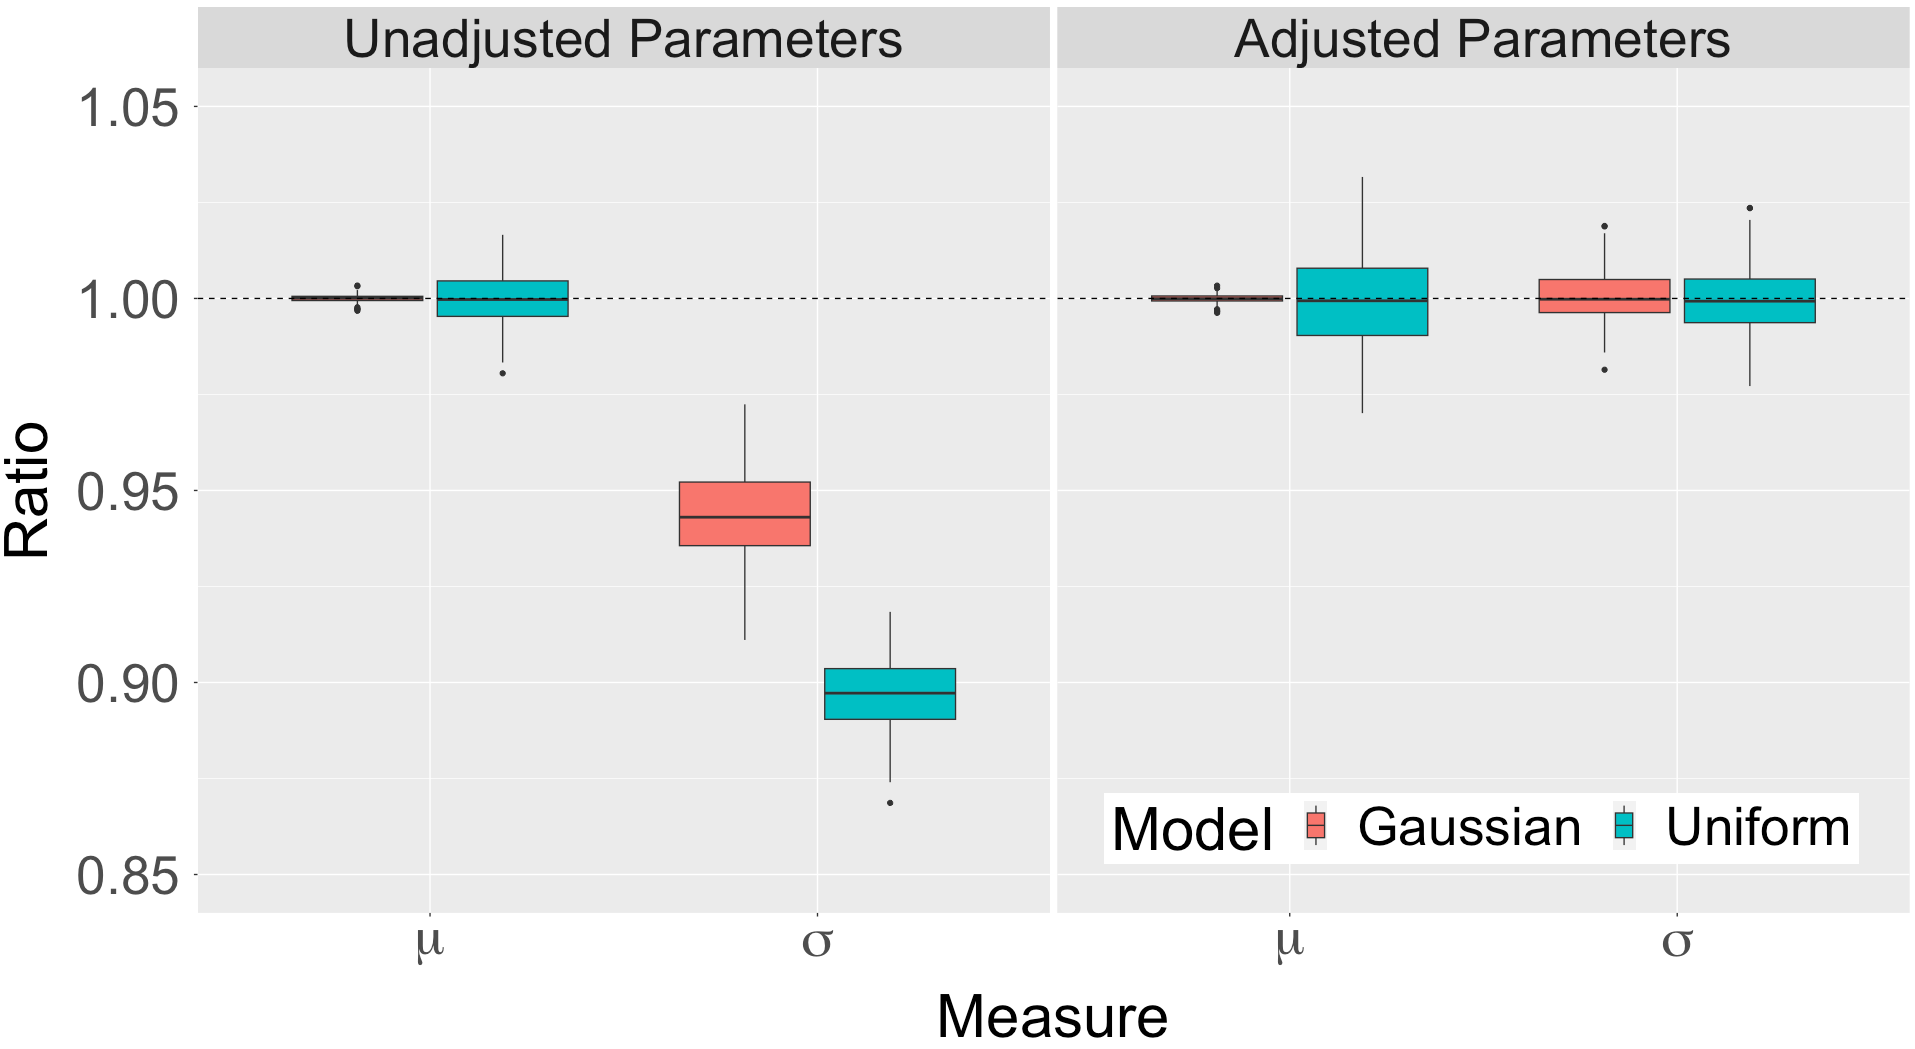 Unadjusted Parameters
Adjusted Parameters
1.05
1.00
0.95
0.90
0.85
Ratio
Model Gaussian Uniform
μ σ μ σ
Measure